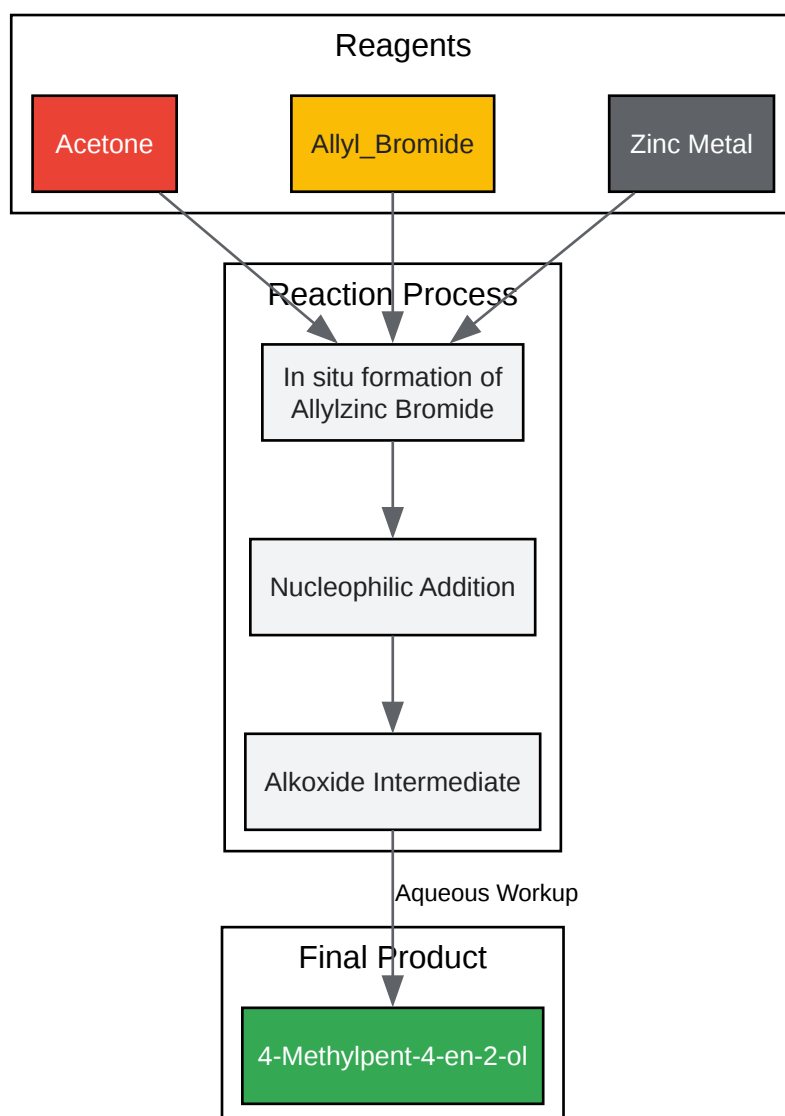 Reagents
Acetone
Allyl_Bromide
Zinc Metal
Reaction Process
In situ formation of
Allylzinc Bromide
Nucleophilic Addition
Alkoxide Intermediate
Aqueous Workup
Final Product
4-Methylpent-4-en-2-ol